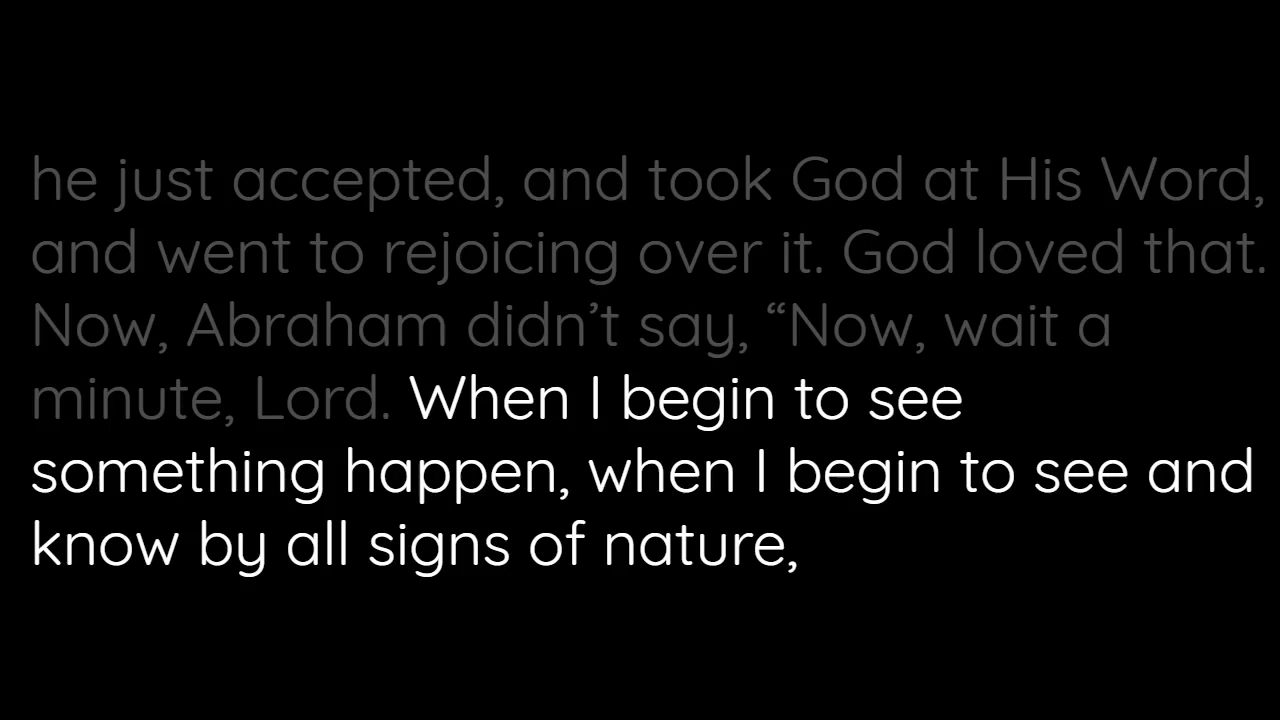 he just accepted, and took God at His Word,
and went to rejoicing over it. God loved that.
Now, Abraham didn’t say, “Now, wait a
minute, Lord. When I begin to see
something happen, when I begin to see and
know by all signs of nature,